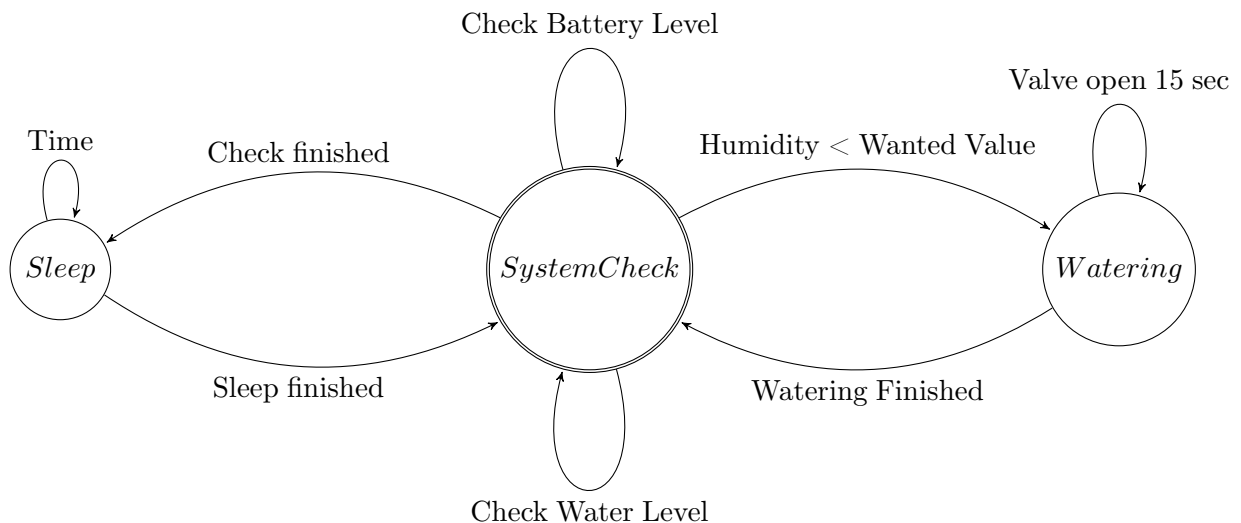 Check Battery Level
Valve open 15 sec
Time
Check finished
Humidity < Wanted Value
Sleep
SystemCheck
Watering
Sleep finished
Watering Finished
Check Water Level